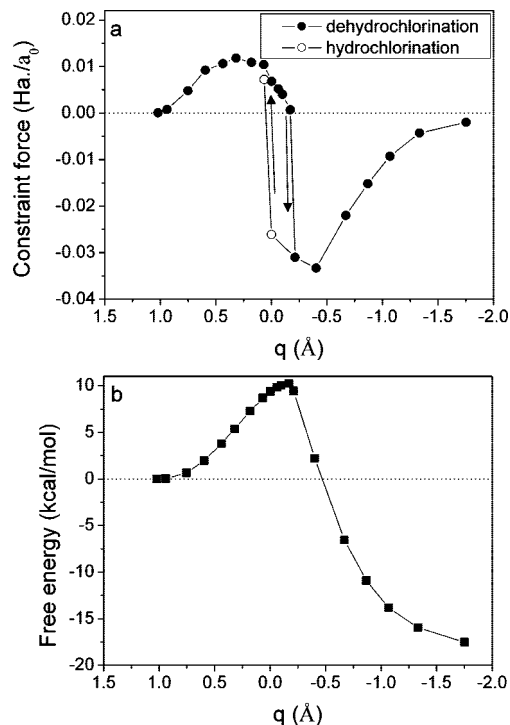 a
dehydrochlorination
hydrochlorination
Constraint force (Ha./a₀)
0.01
0.00
-0.01
-0.02
-0.03
-0.04
1.5 1.0 0.5 0.0 -0.5 -1.0 -1.5 -2.0
q (Å)
b
Free energy (kcal/mol)
10
5
0
-5
-10
-15
-20
1.5 1.0 0.5 0.0 -0.5 -1.0 -1.5 -2.0
q (Å)